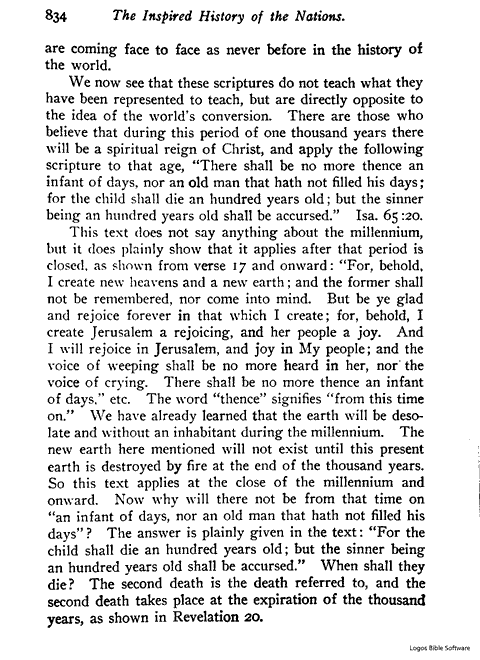 834 The Inspired History of the Nations.
are coming face to face as never before in the history of
the world.
We now see that these scriptures do not teach what they
have been represented to teach, but are directly opposite to
the idea of the world's conversion. There are those who
believe that during this period of one thousand years there
will be a spiritual reign of Christ, and apply the following
scripture to that age, "There shall be no more thence an
infant of days, nor an old man that hath not filled his days;
for the child shall die an hundred years old; but the sinner
being an hundred years old shall be accursed." Isa. 65:20.
This text does not say anything about the millennium,
but it does plainly show that it applies after that period is
closed, as shown from verse 17 and onward: "For, behold,
I create new heavens and a new earth; and the former shall
not be remembered, nor come into mind. But be ye glad
and rejoice forever in that which I create; for, behold, I
create Jerusalem a rejoicing, and her people a joy. And
I will rejoice in Jerusalem, and joy in My people; and the
voice of weeping shall be no more heard in her, nor the
voice of crying. There shall be no more thence an infant
of days," etc. The word "thence" signifies "from this time
on." We have already learned that the earth will be deso-
late and without an inhabitant during the millennium. The
new earth here mentioned will not exist until this present
earth is destroyed by fire at the end of the thousand years.
So this text applies at the close of the millennium and
onward. Now why will there not be from that time on
"an infant of days, nor an old man that hath not filled his
days"? The answer is plainly given in the text: "For the
child shall die an hundred years old; but the sinner being
an hundred years old shall be accursed." When shall they
die? The second death is the death referred to, and the
second death takes place at the expiration of the thousand
years, as shown in Revelation 20.
Logos Bible Software